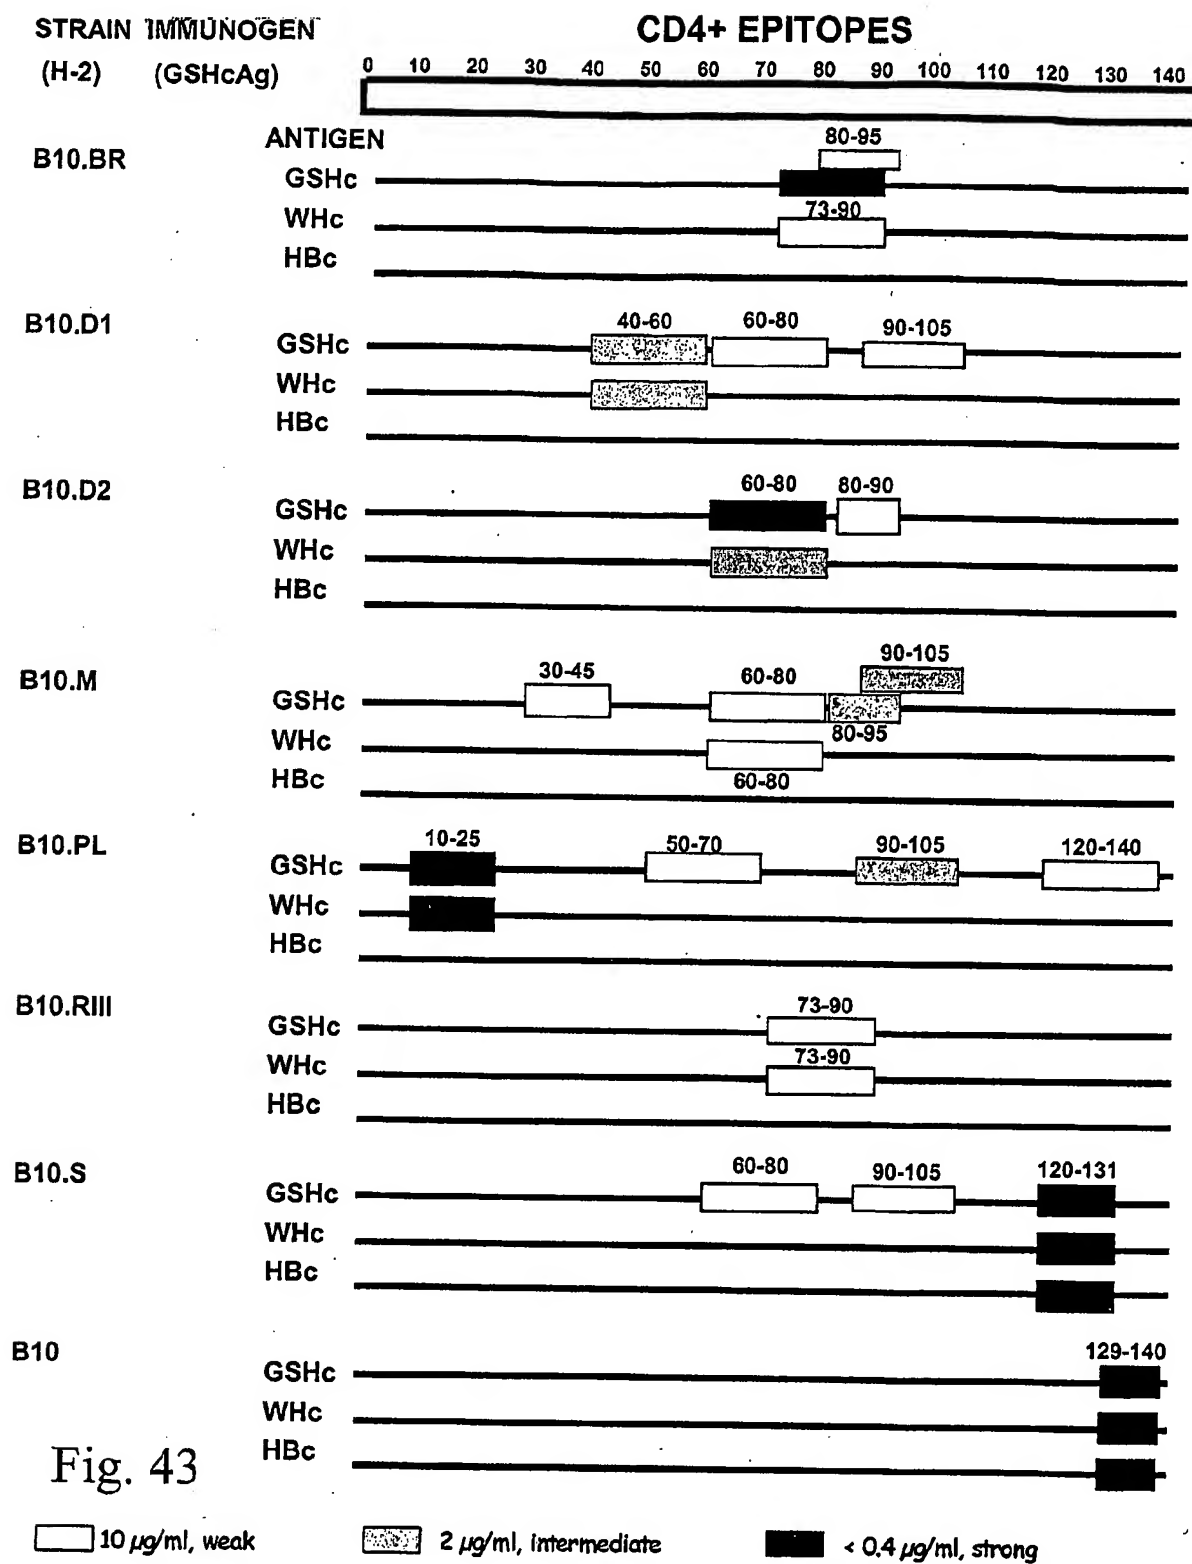 STRAIN IMMUNOGEN CD4+ EPITOPES
(H-2) (GSHcAg) 0 10 20 30 40 50 60 70 80 90 100 110 120 130 140
ANTIGEN
B10.BR
80-95
GSHc
WHc 73-90
HBc
B10.D1
40-60 60-80 90-105
GSHc
WHc
HBc
B10.D2
60-80 80-90
GSHc
WHc
HBc
B10.M
30-45 60-80 90-105
GSHc
WHc 80-95
HBc 60-80
B10.PL
10-25 50-70 90-105 120-140
GSHc
WHc
HBc
B10.RIII
73-90
GSHc
73-90
WHc
HBc
B10.S
60-80 90-105 120-131
GSHc
WHc
HBc
B10
129-140
GSHc
WHc
HBc
Fig. 43
10 µg/ml, weak 2 µg/ml, intermediate < 0.4 µg/ml, strong